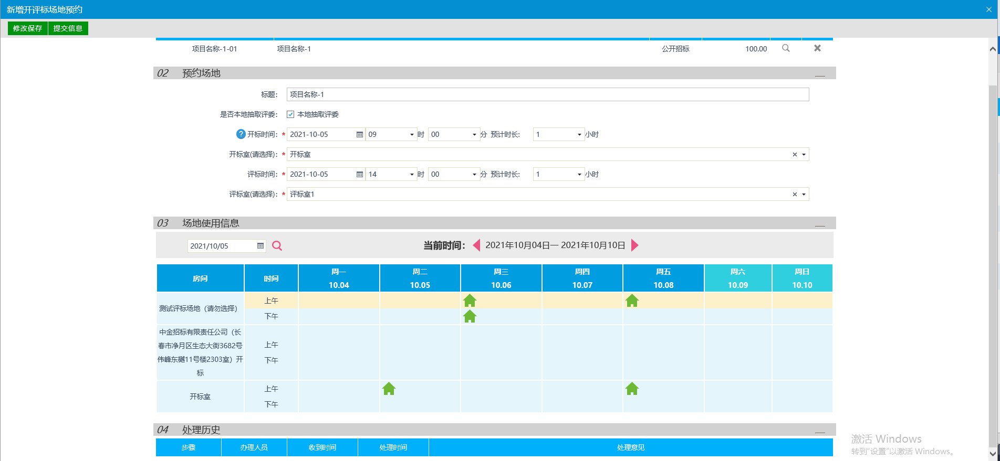 新增开评标场地预约
修改保存 提交信息
项目名称-1-01 项目名称-1 公开招标 100.00
02 预约场地
标题： 项目名称-1
是否本地抽取评委： 本地抽取评委
? 开标时间： * 2021-10-05 09 时 00 分 预计时长: 1 小时
开标室(请选择)： * 开标室
评标时间： * 2021-10-05 14 时 00 分 预计时长: 1 小时
评标室(请选择)： * 评标室1
03 场地使用信息
2021/10/05 当前时间： 2021年10月04日一 2021年10月10日
房间 时间 周一 周二 周三 周四 周五 周六 周日
10.04 10.05 10.06 10.07 10.08 10.09 10.10
测试评标场地（请勿选择） 上午
下午
中金招标有限责任公司（长
春市净月区生态大街3682号
伟峰东樾11号楼2303室）开
标
上午
下午
开标室 上午
下午
04 处理历史
步骤 办理人员 收到时间 处理时间 处理意见
激活 Windows
转到"设置"以激活 Windows。